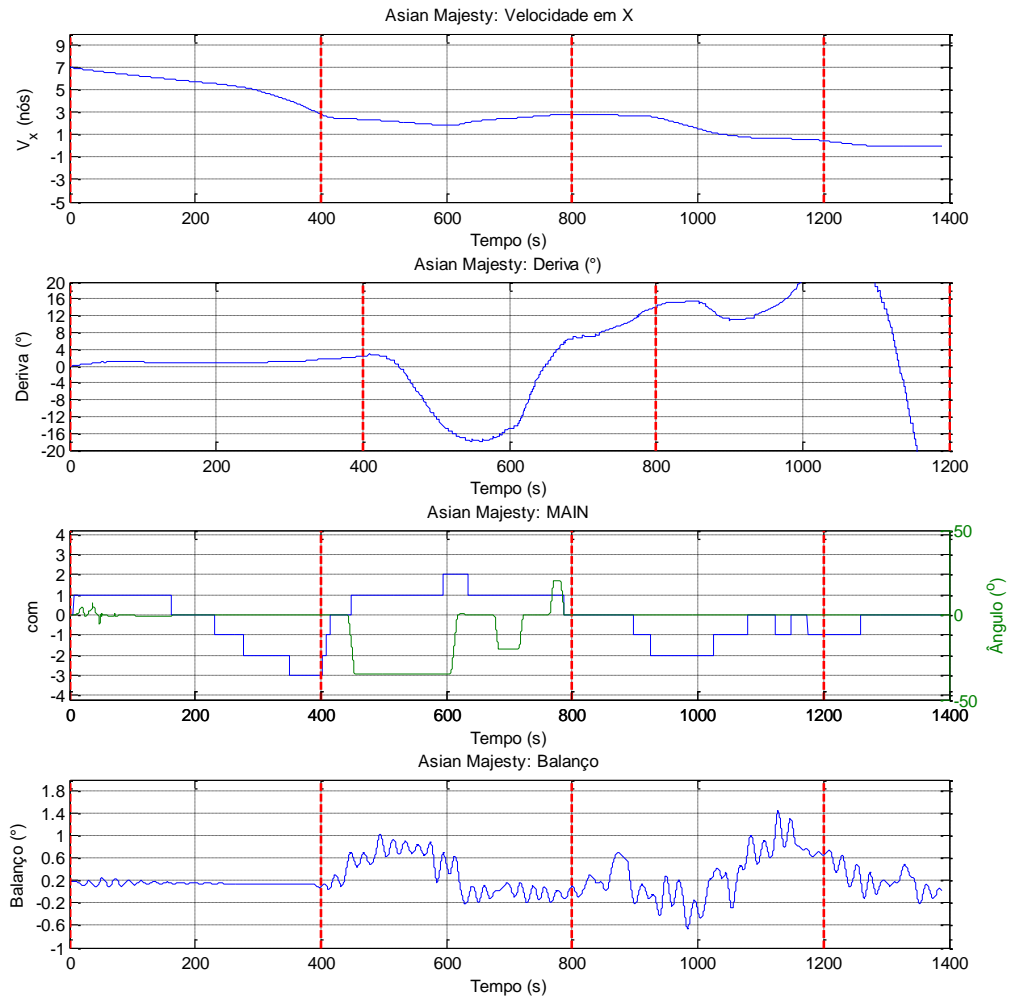 Asian Majesty: Velocidade em X
9
7
5
3
1
-1
-3
-5
V_x (nós)
0 200 400 600 800 1000 1200 1400
Tempo (s)
Asian Majesty: Deriva (°)
20
16
12
8
4
0
-4
-8
-12
-16
-20
Deriva (º)
0 200 400 600 800 1000 1200
Tempo (s)
Asian Majesty: MAIN
4
3
2
1
0
-1
-2
-3
-4
com
50
0
-50
Ângulo (º)
0 200 400 600 800 1000 1200 1400
Tempo (s)
Asian Majesty: Balanço
1.8
1.4
1
0.6
0.2
-0.2
-0.6
-1
Balanço (°)
0 200 400 600 800 1000 1200 1400
Tempo (s)